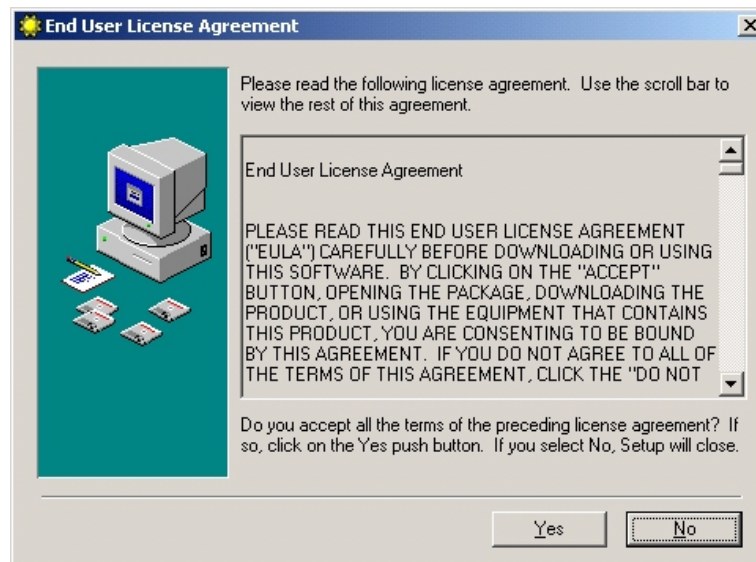 End User License Agreement
Please read the following license agreement.  Use the scroll bar to
view the rest of this agreement.
End User License Agreement
PLEASE READ THIS END USER LICENSE AGREEMENT
("EULA") CAREFULLY BEFORE DOWNLOADING OR USING
THIS SOFTWARE.  BY CLICKING ON THE "ACCEPT"
BUTTON, OPENING THE PACKAGE, DOWNLOADING THE
PRODUCT, OR USING THE EQUIPMENT THAT CONTAINS
THIS PRODUCT, YOU ARE CONSENTING TO BE BOUND
BY THIS AGREEMENT.  IF YOU DO NOT AGREE TO ALL OF
THE TERMS OF THIS AGREEMENT, CLICK THE "DO NOT
Do you accept all the terms of the preceding license agreement?  If
so, click on the Yes push button.  If you select No, Setup will close.
Yes
No